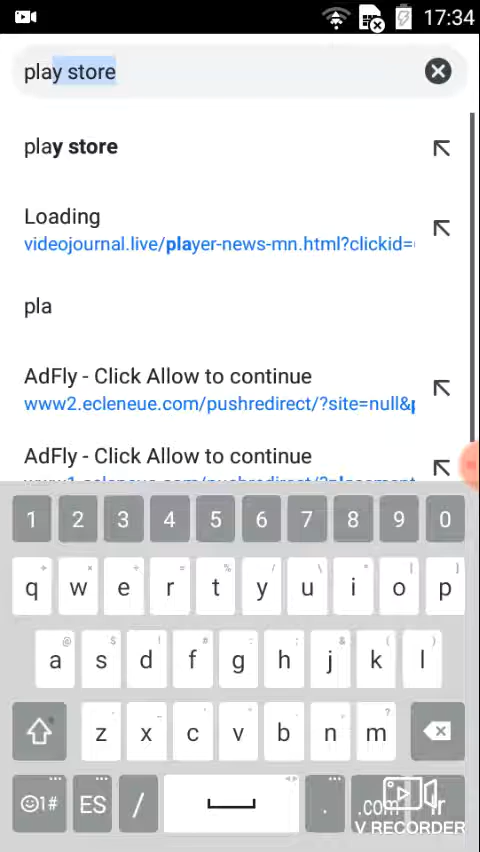 17:34
play store
play store
Loading
videojournal.live/player-news-mn.html?clickid=
pla
AdFly - Click Allow to continue
www2.ecleneue.com/pushredirect/?site=null&
AdFly - Click Allow to continue
1 2 3 4 5 6 7 8 9 0
q w e r t y u i o p
a s d f g h j k l
z x c v b n m
1# ES / . .com Ir
V RECORDER